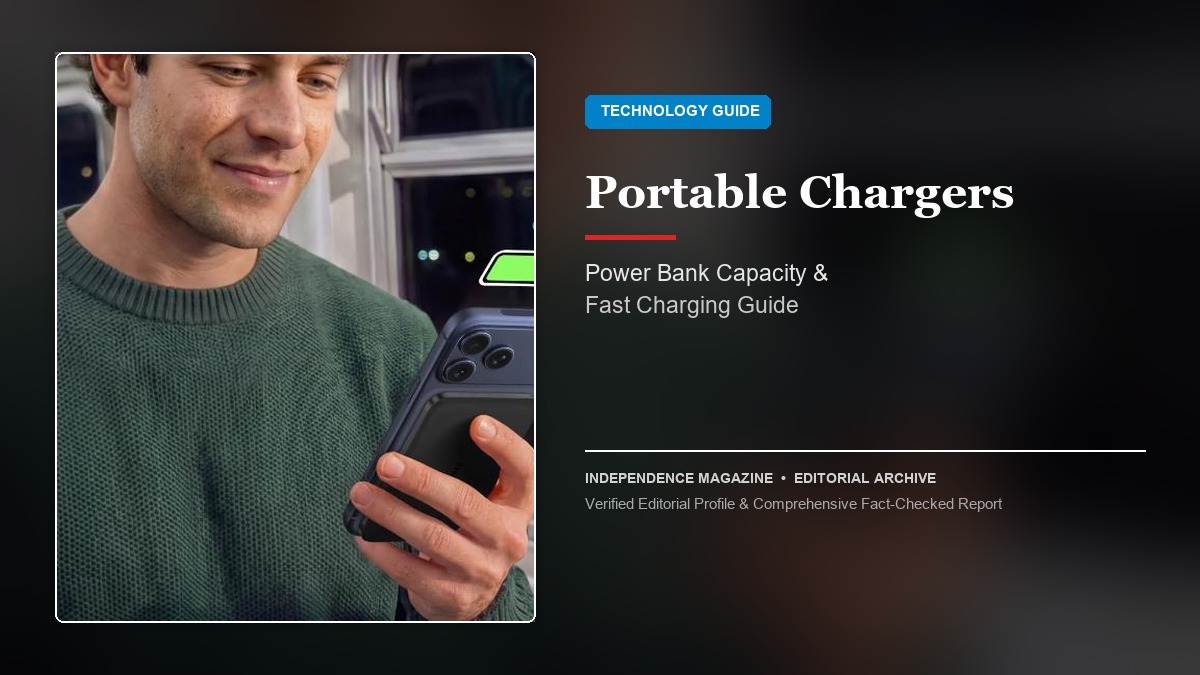 TECHNOLOGY GUIDE
Portable Chargers
Power Bank Capacity &
Fast Charging Guide
INDEPENDENCE MAGAZINE • EDITORIAL ARCHIVE
Verified Editorial Profile & Comprehensive Fact-Checked Report